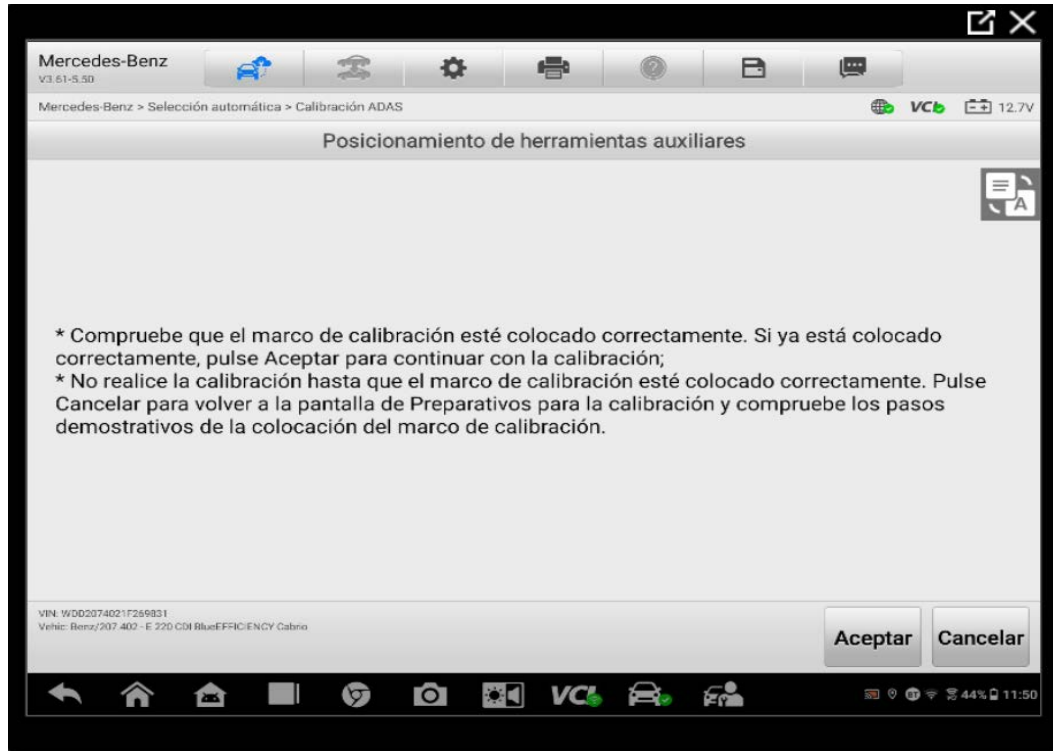 Mercedes-Benz
V3.61-5.50
Mercedes-Benz > Selección automática > Calibración ADAS
VCI
12.7V
Posicionamiento de herramientas auxiliares
A
* Compruebe que el marco de calibración esté colocado correctamente. Si ya está colocado
correctamente, pulse Aceptar para continuar con la calibración;
* No realice la calibración hasta que el marco de calibración esté colocado correctamente. Pulse
Cancelar para volver a la pantalla de Preparativos para la calibración y compruebe los pasos
demostrativos de la colocación del marco de calibración.
VIN: WDD2074021F269831
Vehic: Benz/207.402 - E 220 CDI BlueEFFICIENCY Cabrio
Aceptar
Cancelar
VCI
BT
44%
11:50